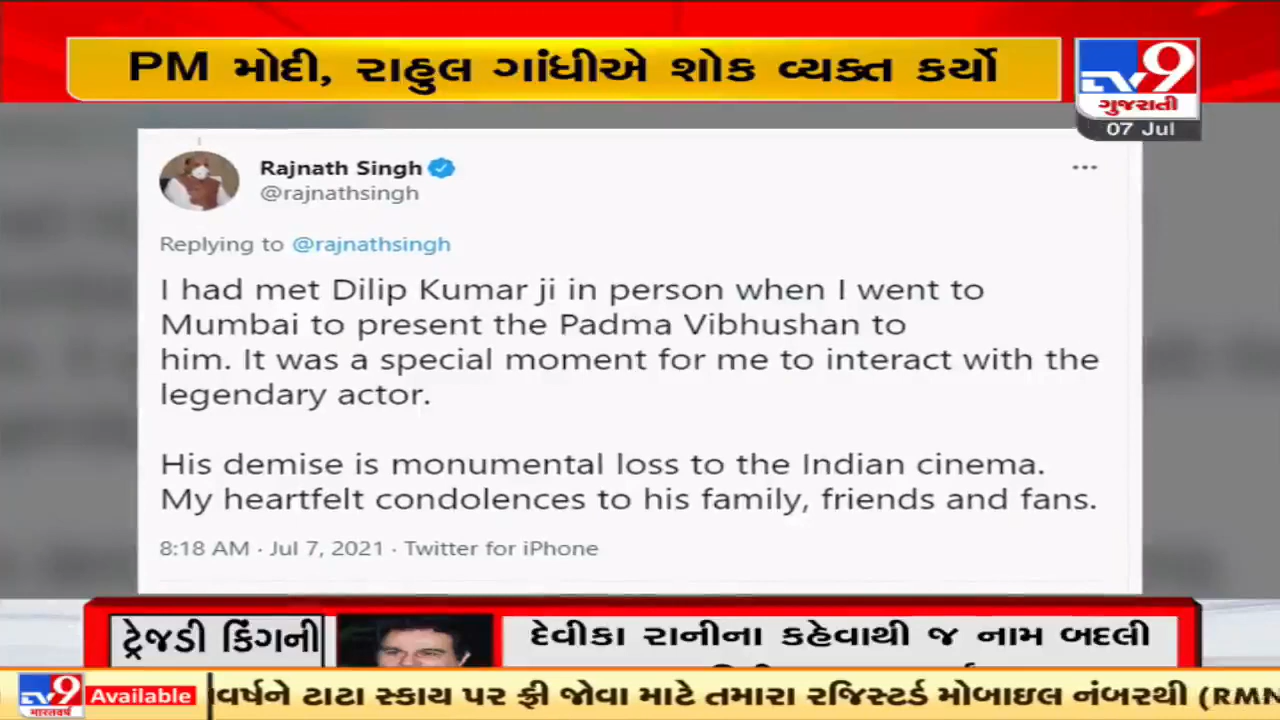 PM મોદી, રાહુલ ગાંધીએ શોક વ્યક્ત કર્યો
TV9
ગુજરાતી
07 Jul
Rajnath Singh
@rajnathsingh
Replying to @rajnathsingh
I had met Dilip Kumar ji in person when I went to
Mumbai to present the Padma Vibhushan to
him. It was a special moment for me to interact with the
legendary actor.
His demise is monumental loss to the Indian cinema.
My heartfelt condolences to his family, friends and fans.
8:18 AM · Jul 7, 2021 · Twitter for iPhone
ટ્રેજડી કિંગની
દેવીકા રાનીના કહેવાથી જ નામ બદલી
TV9
भारतवर्ष
Available
વર્ષને ટાટા સ્કાય પર ફ્રી જોવા માટે તમારા રજિસ્ટર્ડ મોબાઇલ નંબરથી (RMN